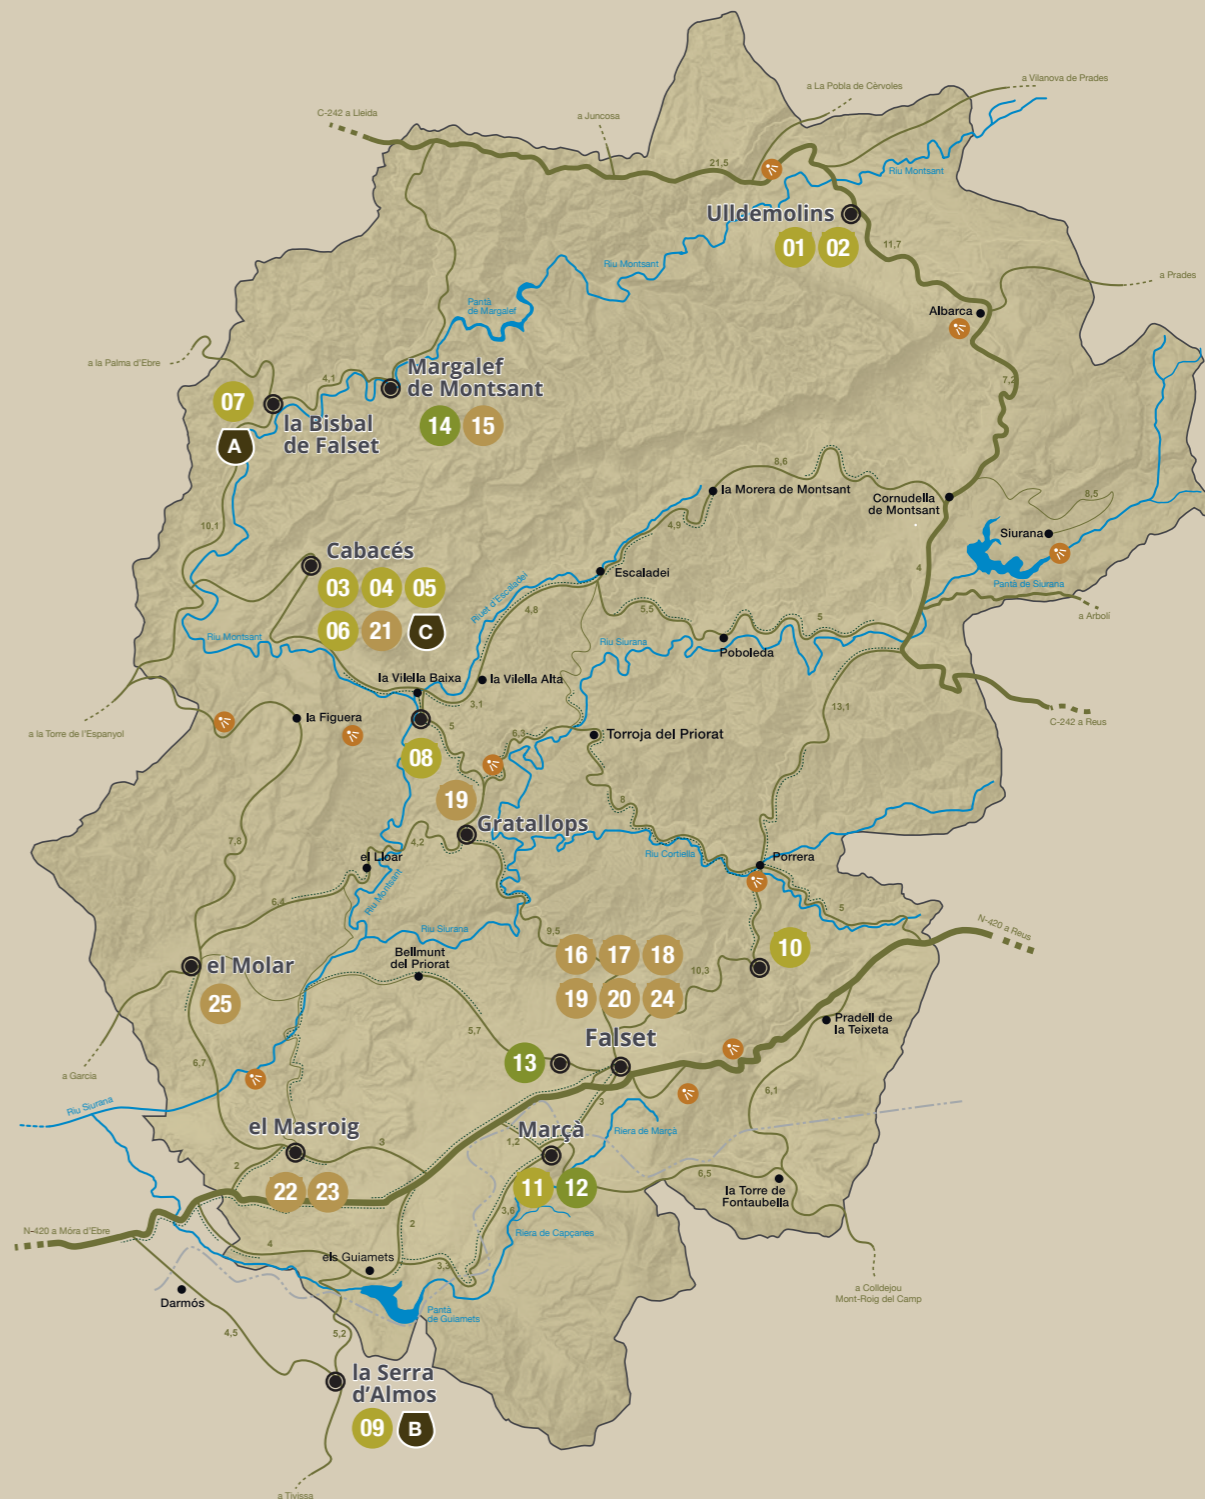 a Vilanova de Prades
a La Pobla de Cèrvoles
C-242 a Lleida
a Juncosa
21,5
Riu Montsant
Ulldemolins
01 02
11,7
Riu Montsant
a Prades
Pantà
de Margalef
Albarca
a la Palma d'Ebre
4,1
Margalef
de Montsant
7,2
07
14 15
la Bisbal
de Falset
A
8,6
la Morera de Montsant
Cornudella
de Montsant
8,5
10,1
4,9
Siurana
Cabacés
Escaladei
4
Pantà de Siurana
03 04 05
Riuet d'Escaladei
4,8
5,5
5
a Arbolí
06 21 C
Riu Montsant
Riu Siurana
Poboleda
la Vilella Baixa
la Vilella Alta
3,1
13,1
C-242 a Reus
la Figuera
a la Torre de l'Espanyol
5
6,3
Torroja del Priorat
08
19
8
Gratallops
7,8
4,2
el Lloar
Riu Cortiella
Porrera
Riu Montsant
6,4
5
N-420 a Reus
Riu Siurana
9,5
10
16 17 18
Bellmunt
del Priorat
el Molar
10,3
25
19 20 24
Pradell de
la Teixeta
5,7
Falset
13
6,7
a Garcia
6,1
Riu Siurana
3
el Masroig
3
1,2
Marçà
Riera de Marçà
2
22 23
11 12
6,5
la Torre de
Fontaubella
3,6
2
N-420 a Móra d'Ebre
Riera de Capçanes
4
els Guiamets
3,3
a Colldejou
Mont-Roig del Camp
Darmós
Pantà
de Guiamets
4,5
5,2
la Serra
d'Almos
09 B
a Tivissa